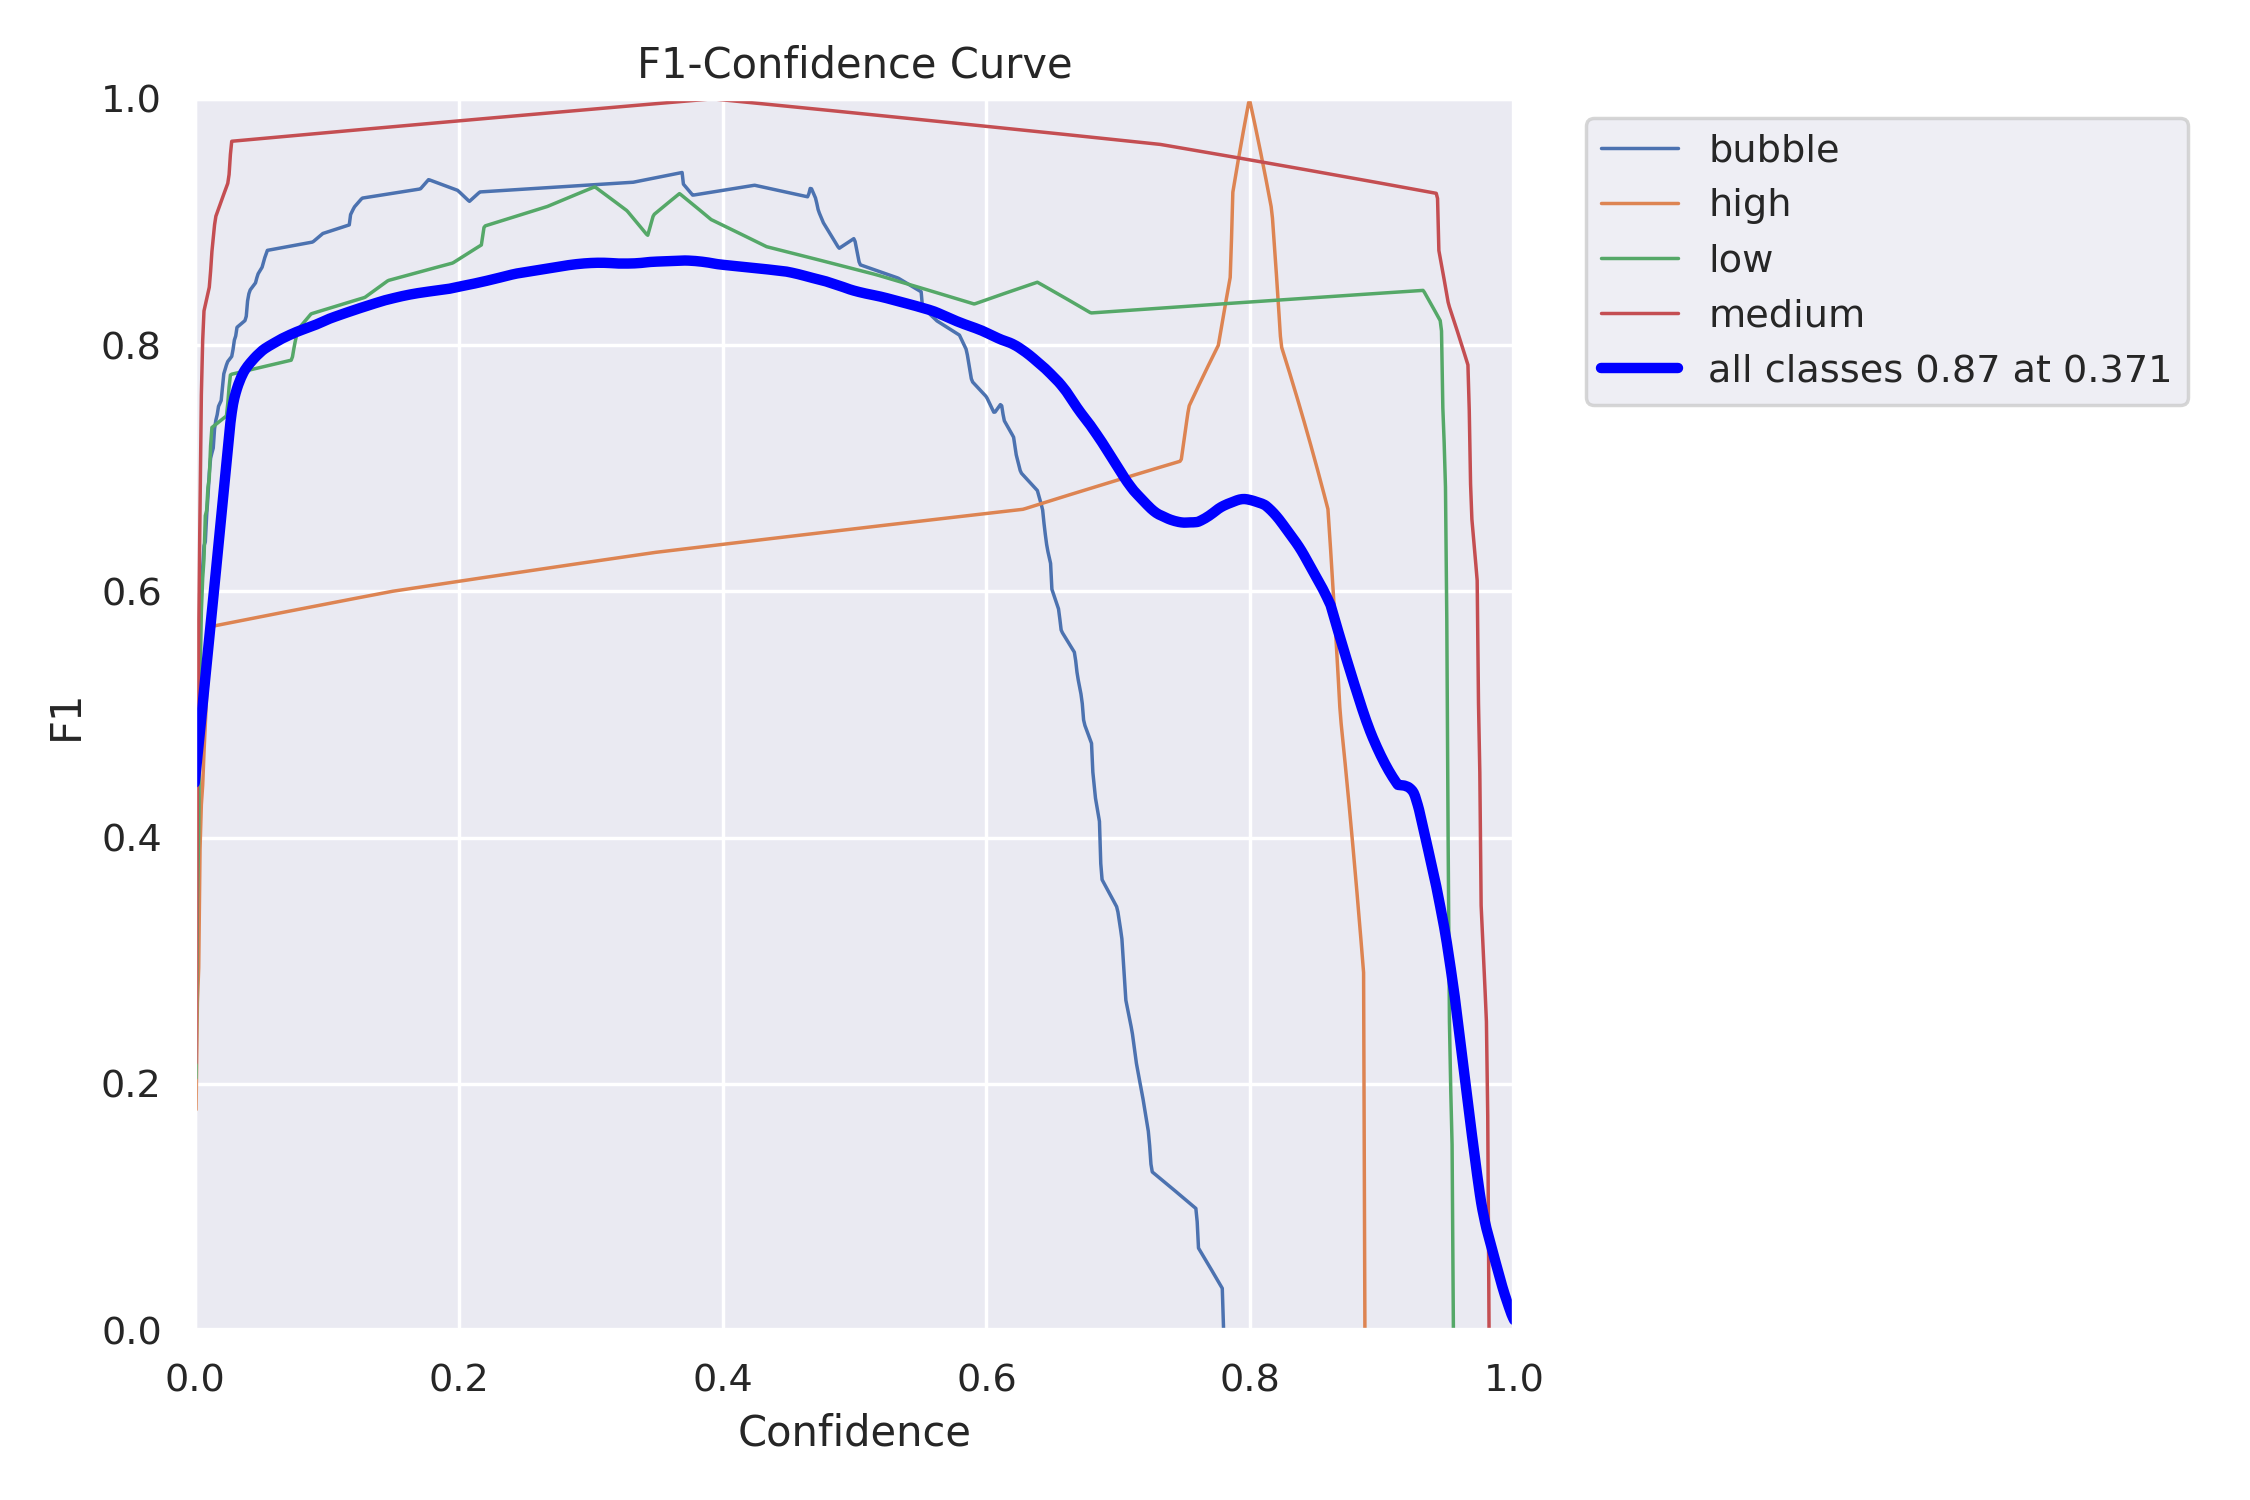 F1-Confidence Curve
1.0
0.8
0.6
0.4
0.2
0.0
F1
0.0 0.2 0.4 0.6 0.8 1.0
Confidence
bubble
high
low
medium
all classes 0.87 at 0.371